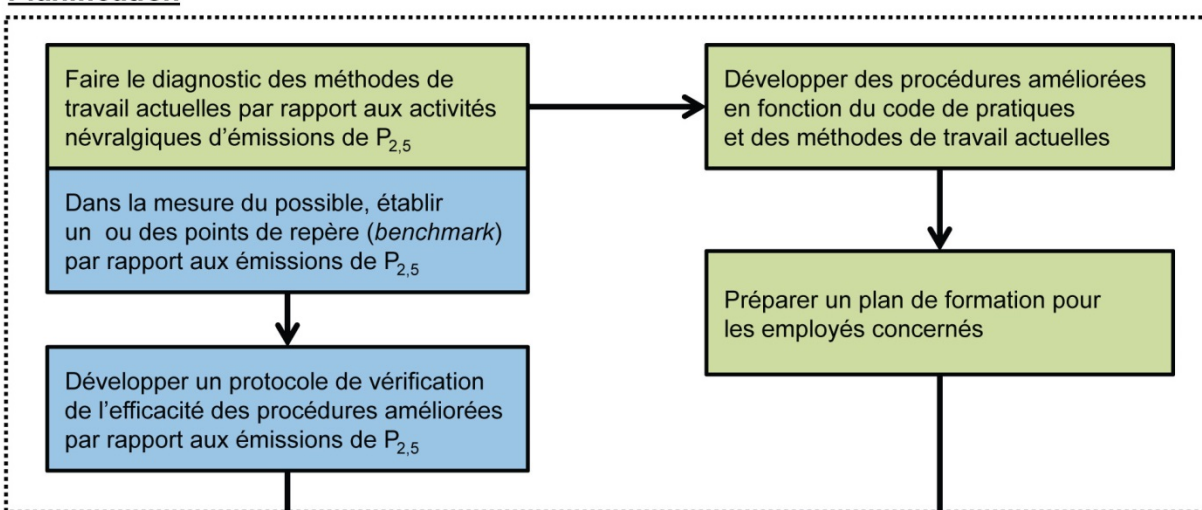 Faire le diagnostic des méthodes de
travail actuelles par rapport aux activités
névralgiques d’émissions de P2,5
Dans la mesure du possible, établir
un ou des points de repère (benchmark)
par rapport aux émissions de P2,5
Développer un protocole de vérification
de l’efficacité des procédures améliorées
par rapport aux émissions de P2,5
Développer des procédures améliorées
en fonction du code de pratiques
et des méthodes de travail actuelles
Préparer un plan de formation pour
les employés concernés